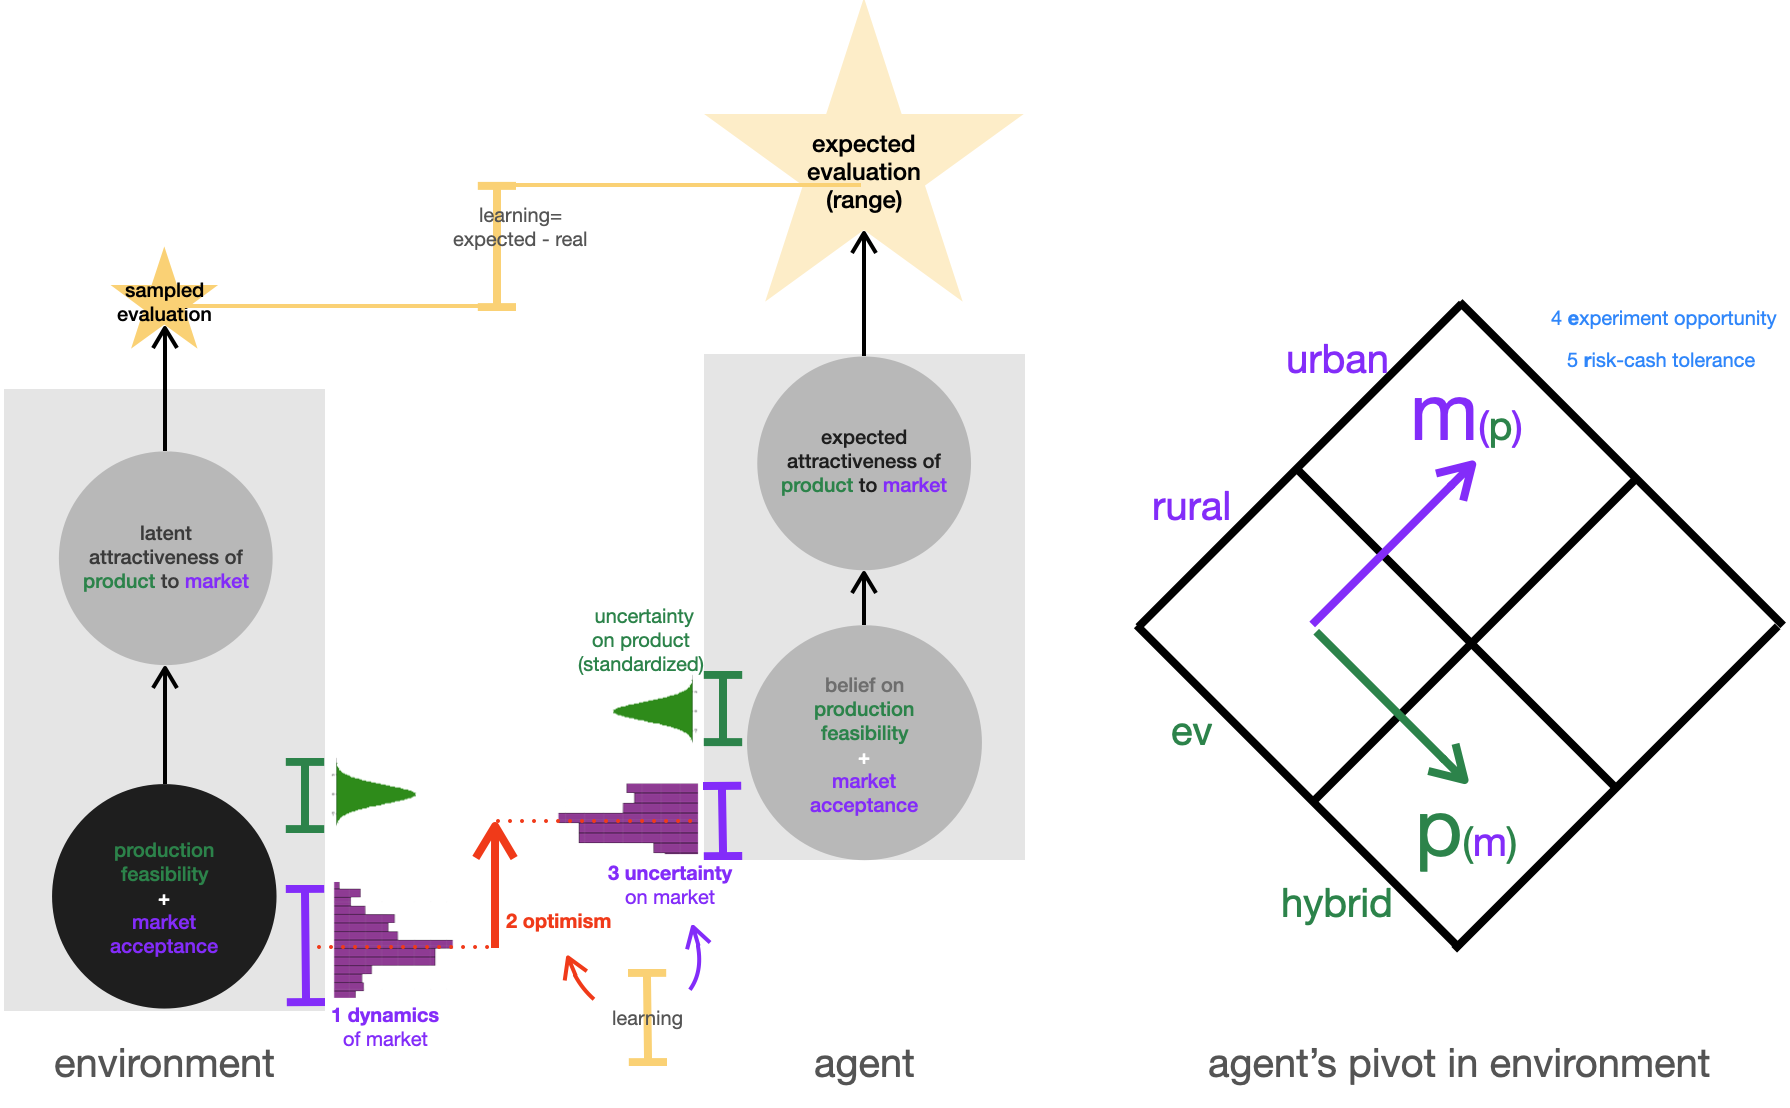 sampled
evaluation
latent
attractiveness of
product to market
production
feasibility
+
market
acceptance
1 dynamics
of market
environment
learning=
expected - real
2 optimism
learning
expected
evaluation
(range)
expected
attractiveness of
product to market
uncertainty
on product
(standardized)
belief on
production
feasibility
+
market
acceptance
3 uncertainty
on market
agent
4 experiment opportunity
5 risk-cash tolerance
urban
m(p)
rural
ev
p(m)
hybrid
agent’s pivot in environment